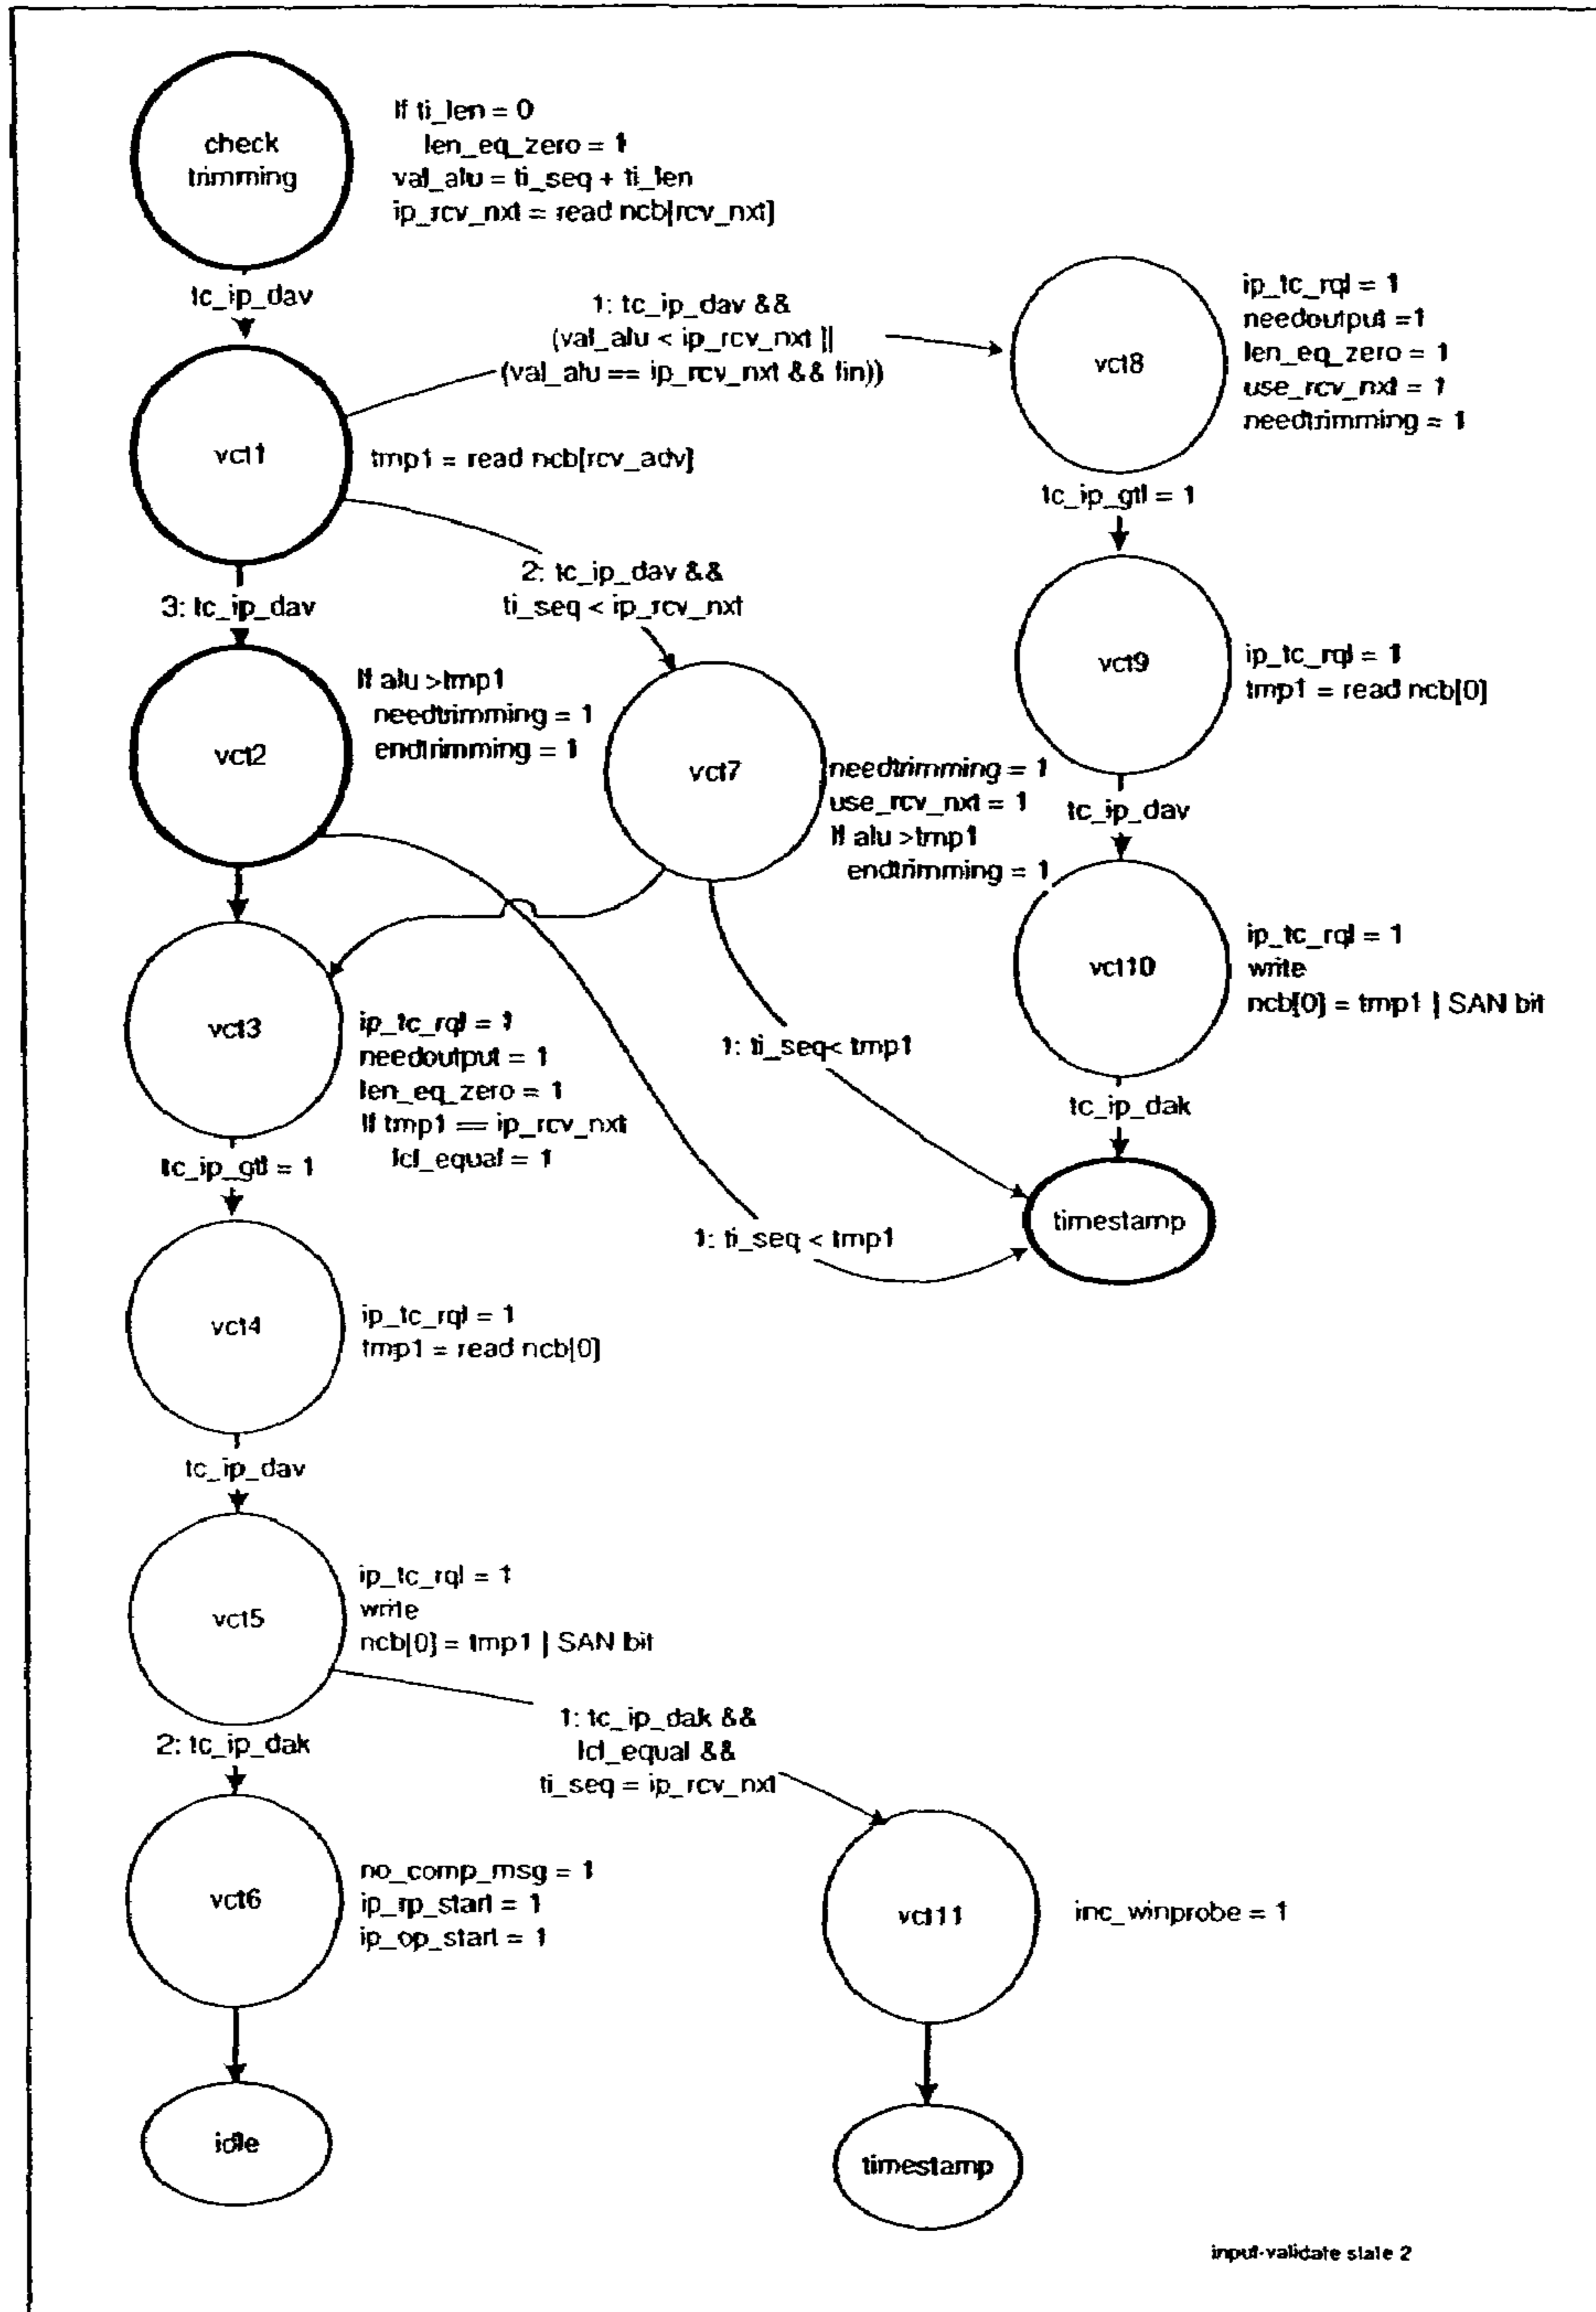 check
trimming
If ti_len = 0
len_eq_zero = 1
val_alu = ti_seq + ti_len
ip_rcv_nxt = read ncb[rcv_nxt]
tc_ip_dav
1: tc_ip_dav &&
(val_alu < ip_rcv_nxt ||
(val_alu == ip_rcv_nxt && fin))
vct8
ip_tc_rql = 1
needoutput =1
len_eq_zero = 1
use_rcv_nxt = 1
needtrimming = 1
vct1
tmp1 = read ncb[rcv_adv]
tc_ip_gtl = 1
2: tc_ip_dav &&
ti_seq < ip_rcv_nxt
3: tc_ip_dav
vct9
ip_tc_rql = 1
tmp1 = read ncb[0]
vct2
If alu >tmp1
needtrimming = 1
endtrimming = 1
vct7
needtrimming = 1
use_rcv_nxt = 1
If alu >tmp1
endtrimming = 1
tc_ip_dav
vct10
ip_tc_rql = 1
write
ncb[0] = tmp1 | SAN bit
vct3
ip_tc_rql = 1
needoutput = 1
len_eq_zero = 1
If tmp1 == ip_rcv_nxt
lcl_equal = 1
1: ti_seq< tmp1
tc_ip_dak
tc_ip_gtl = 1
1: ti_seq < tmp1
timestamp
vct4
ip_tc_rql = 1
tmp1 = read ncb[0]
tc_ip_dav
vct5
ip_tc_rql = 1
write
ncb[0] = tmp1 | SAN bit
2: tc_ip_dak
1: tc_ip_dak &&
lcl_equal &&
ti_seq = ip_rcv_nxt
vct6
no_comp_msg = 1
ip_rp_start = 1
ip_op_start = 1
vct11
inc_winprobe = 1
idle
timestamp
input-validate state 2